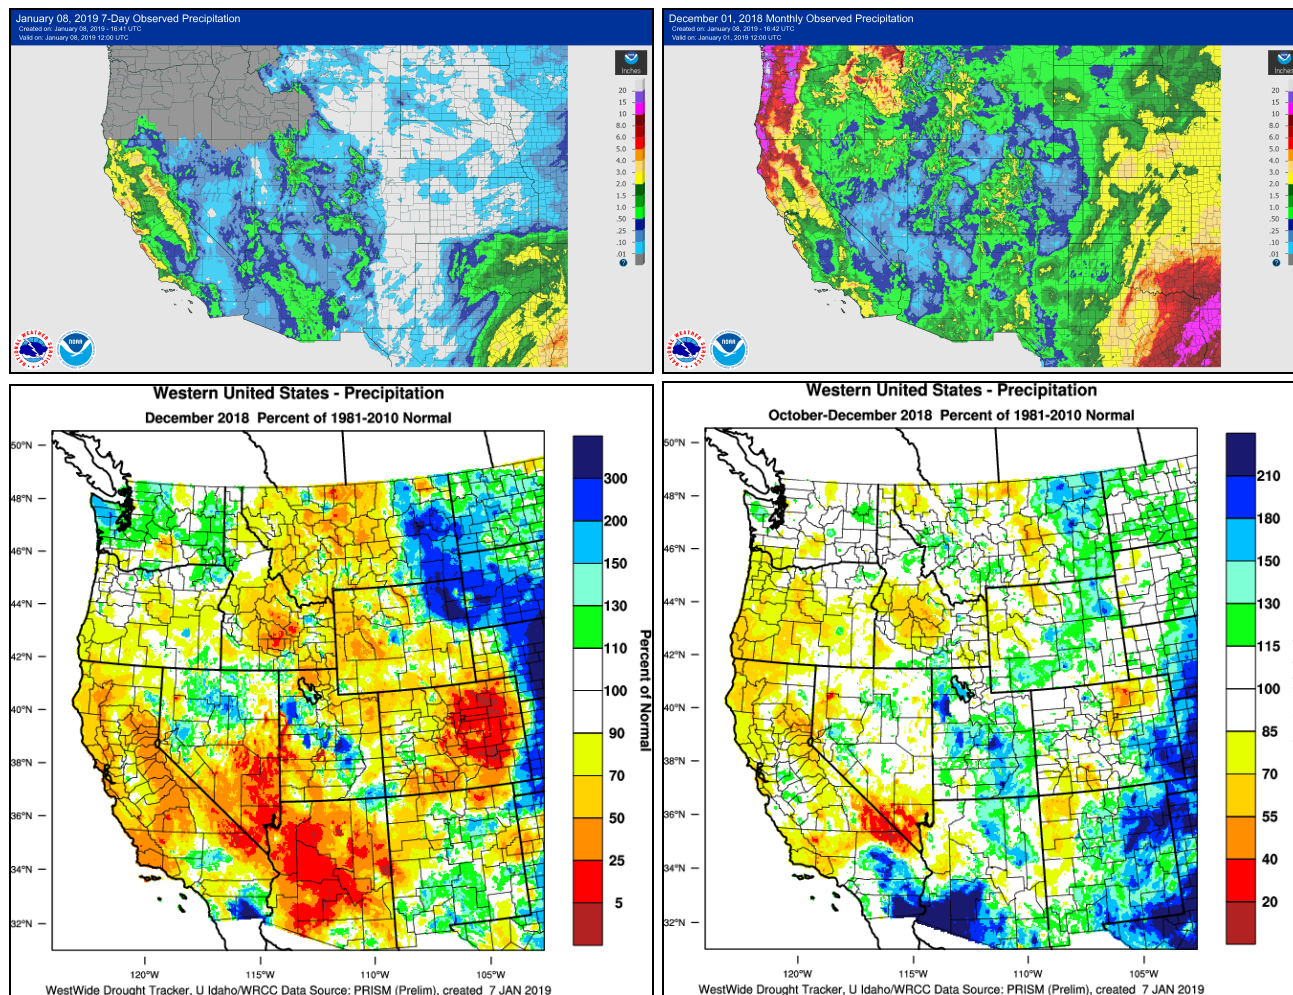 January 08, 2019 7-Day Observed Precipitation
Created on: January 08, 2019 - 16:41 UTC
Valid on: January 08, 2019 12:00 UTC
Inches
20
15
10
8.0
6.0
5.0
4.0
3.0
2.0
1.5
1.0
.50
.25
.10
.01
?
NATIONAL WEATHER SERVICE
NOAA
December 01, 2018 Monthly Observed Precipitation
Created on: January 08, 2019 - 16:42 UTC
Valid on: January 01, 2019 12:00 UTC
Inches
20
15
10
8.0
6.0
5.0
4.0
3.0
2.0
1.5
1.0
.50
.25
.10
.01
?
NATIONAL WEATHER SERVICE
NOAA
Western United States - Precipitation
December 2018 Percent of 1981-2010 Normal
50°N
48°N
46°N
44°N
42°N
40°N
38°N
36°N
34°N
32°N
120°W
115°W
110°W
105°W
300
200
150
130
110
100
90
70
50
25
5
Percent of Normal
WestWide Drought Tracker, U Idaho/WRCC Data Source: PRISM (Prelim), created 7 JAN 2019
Western United States - Precipitation
October-December 2018 Percent of 1981-2010 Normal
50°N
48°N
46°N
44°N
42°N
40°N
38°N
36°N
34°N
32°N
120°W
115°W
110°W
105°W
210
180
150
130
115
100
85
70
55
40
20
WestWide Drought Tracker, U Idaho/WRCC Data Source: PRISM (Prelim), created 7 JAN 2019